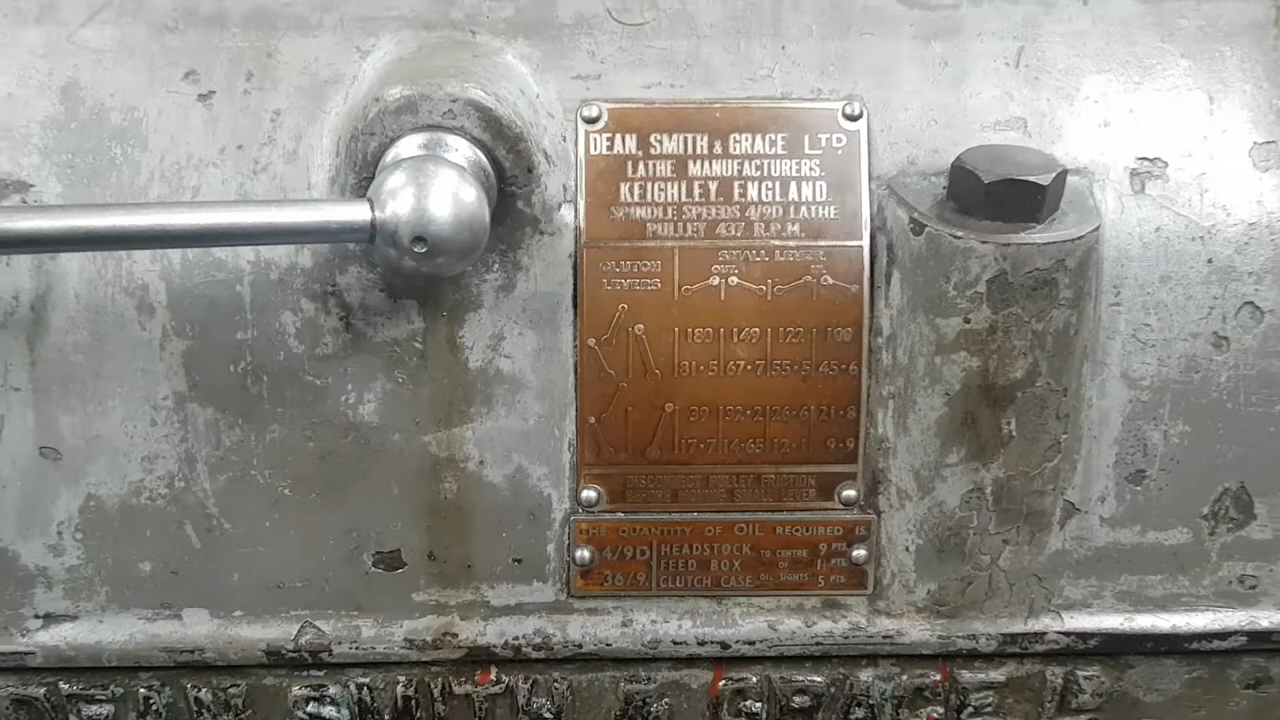 DEAN, SMITH & GRACE LTD.
LATHE MANUFACTURERS.
KEIGHLEY, ENGLAND.
SPINDLE SPEEDS 4/9D LATHE
PULLEY 437 R.P.M.
CLUTCH LEVERS
SMALL LEVER.
OUT. IN.
180 149 122 100
81·5 67·7 55·5 45·6
39 32·2 26·6 21·8
17·7 14·65 12·1 9·9
DISCONNECT PULLEY FRICTION
BEFORE MOVING SMALL LEVER
THE QUANTITY OF OIL REQUIRED IS.
4/9D HEADSTOCK TO CENTRE 9 PTS.
FEED BOX OF 1 PTS.
36/9. CLUTCH CASE OIL SIGHTS 5 PTS.